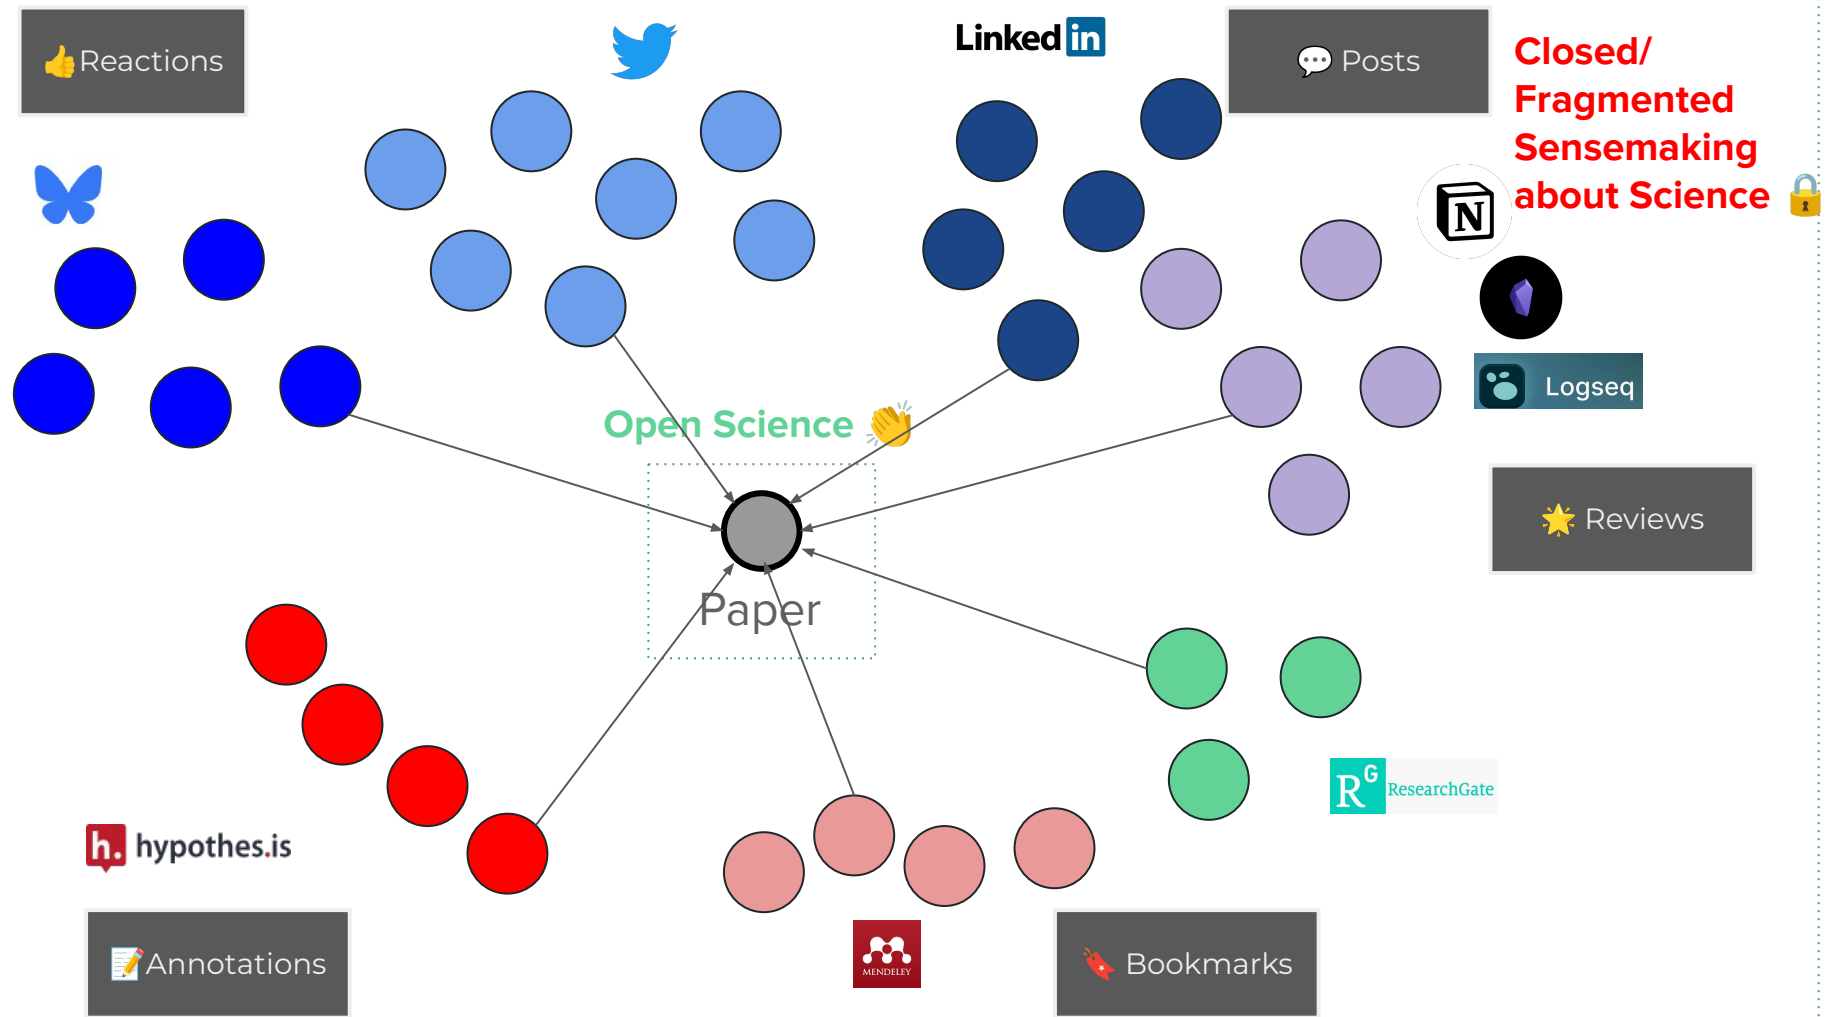 👍Reactions
Linked in
💬 Posts
Closed/
Fragmented
Sensemaking
about Science 🔒
N
Logseq
Open Science 👏
🌟 Reviews
Paper
RG ResearchGate
h. hypothes.is
MENDELEY
📝Annotations
🔖 Bookmarks